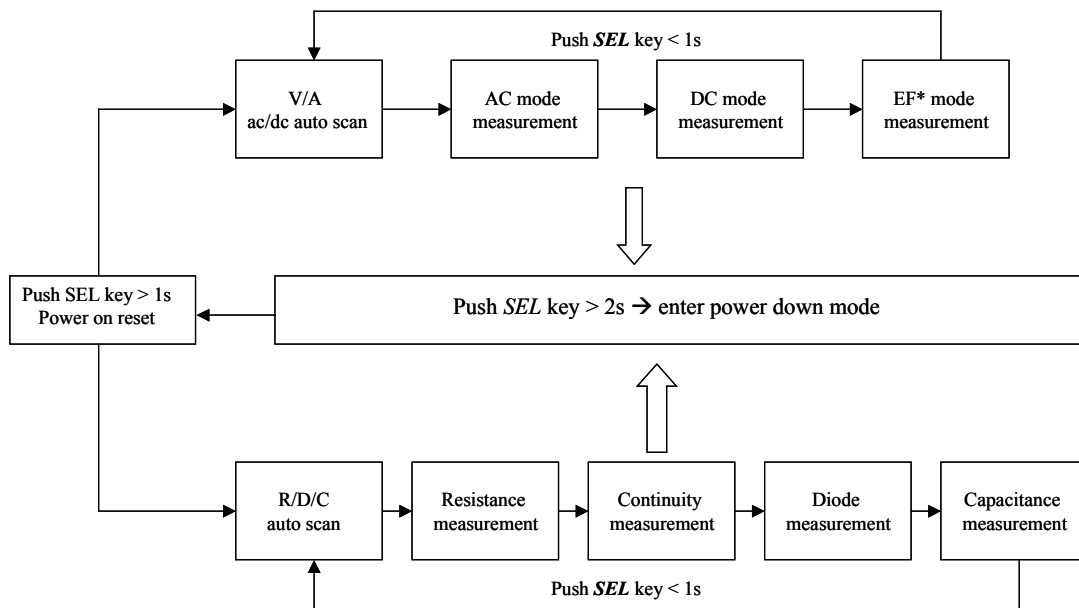 Push SEL key < 1s
V/A
ac/dc auto scan
AC mode
measurement
DC mode
measurement
EF* mode
measurement
Push SEL key > 1s
Power on reset
Push SEL key > 2s → enter power down mode
R/D/C
auto scan
Resistance
measurement
Continuity
measurement
Diode
measurement
Capacitance
measurement
Push SEL key < 1s